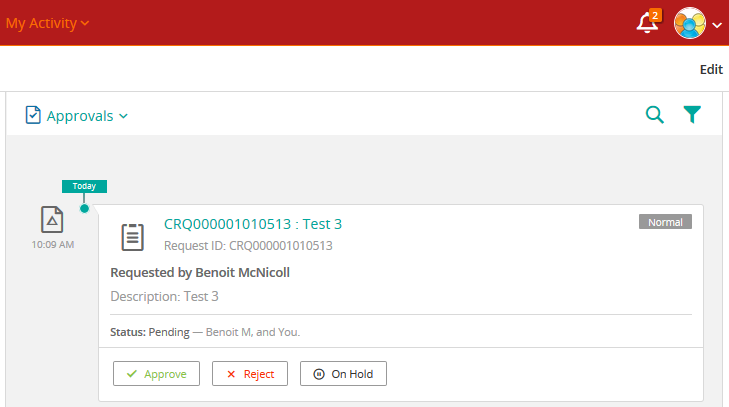 My Activity
2
Edit
Approvals
Today
10:09 AM
CRQ000001010513 : Test 3
Normal
Request ID: CRQ000001010513
Requested by Benoit McNicoll
Description: Test 3
Status: Pending — Benoit M, and You.
Approve
Reject
On Hold